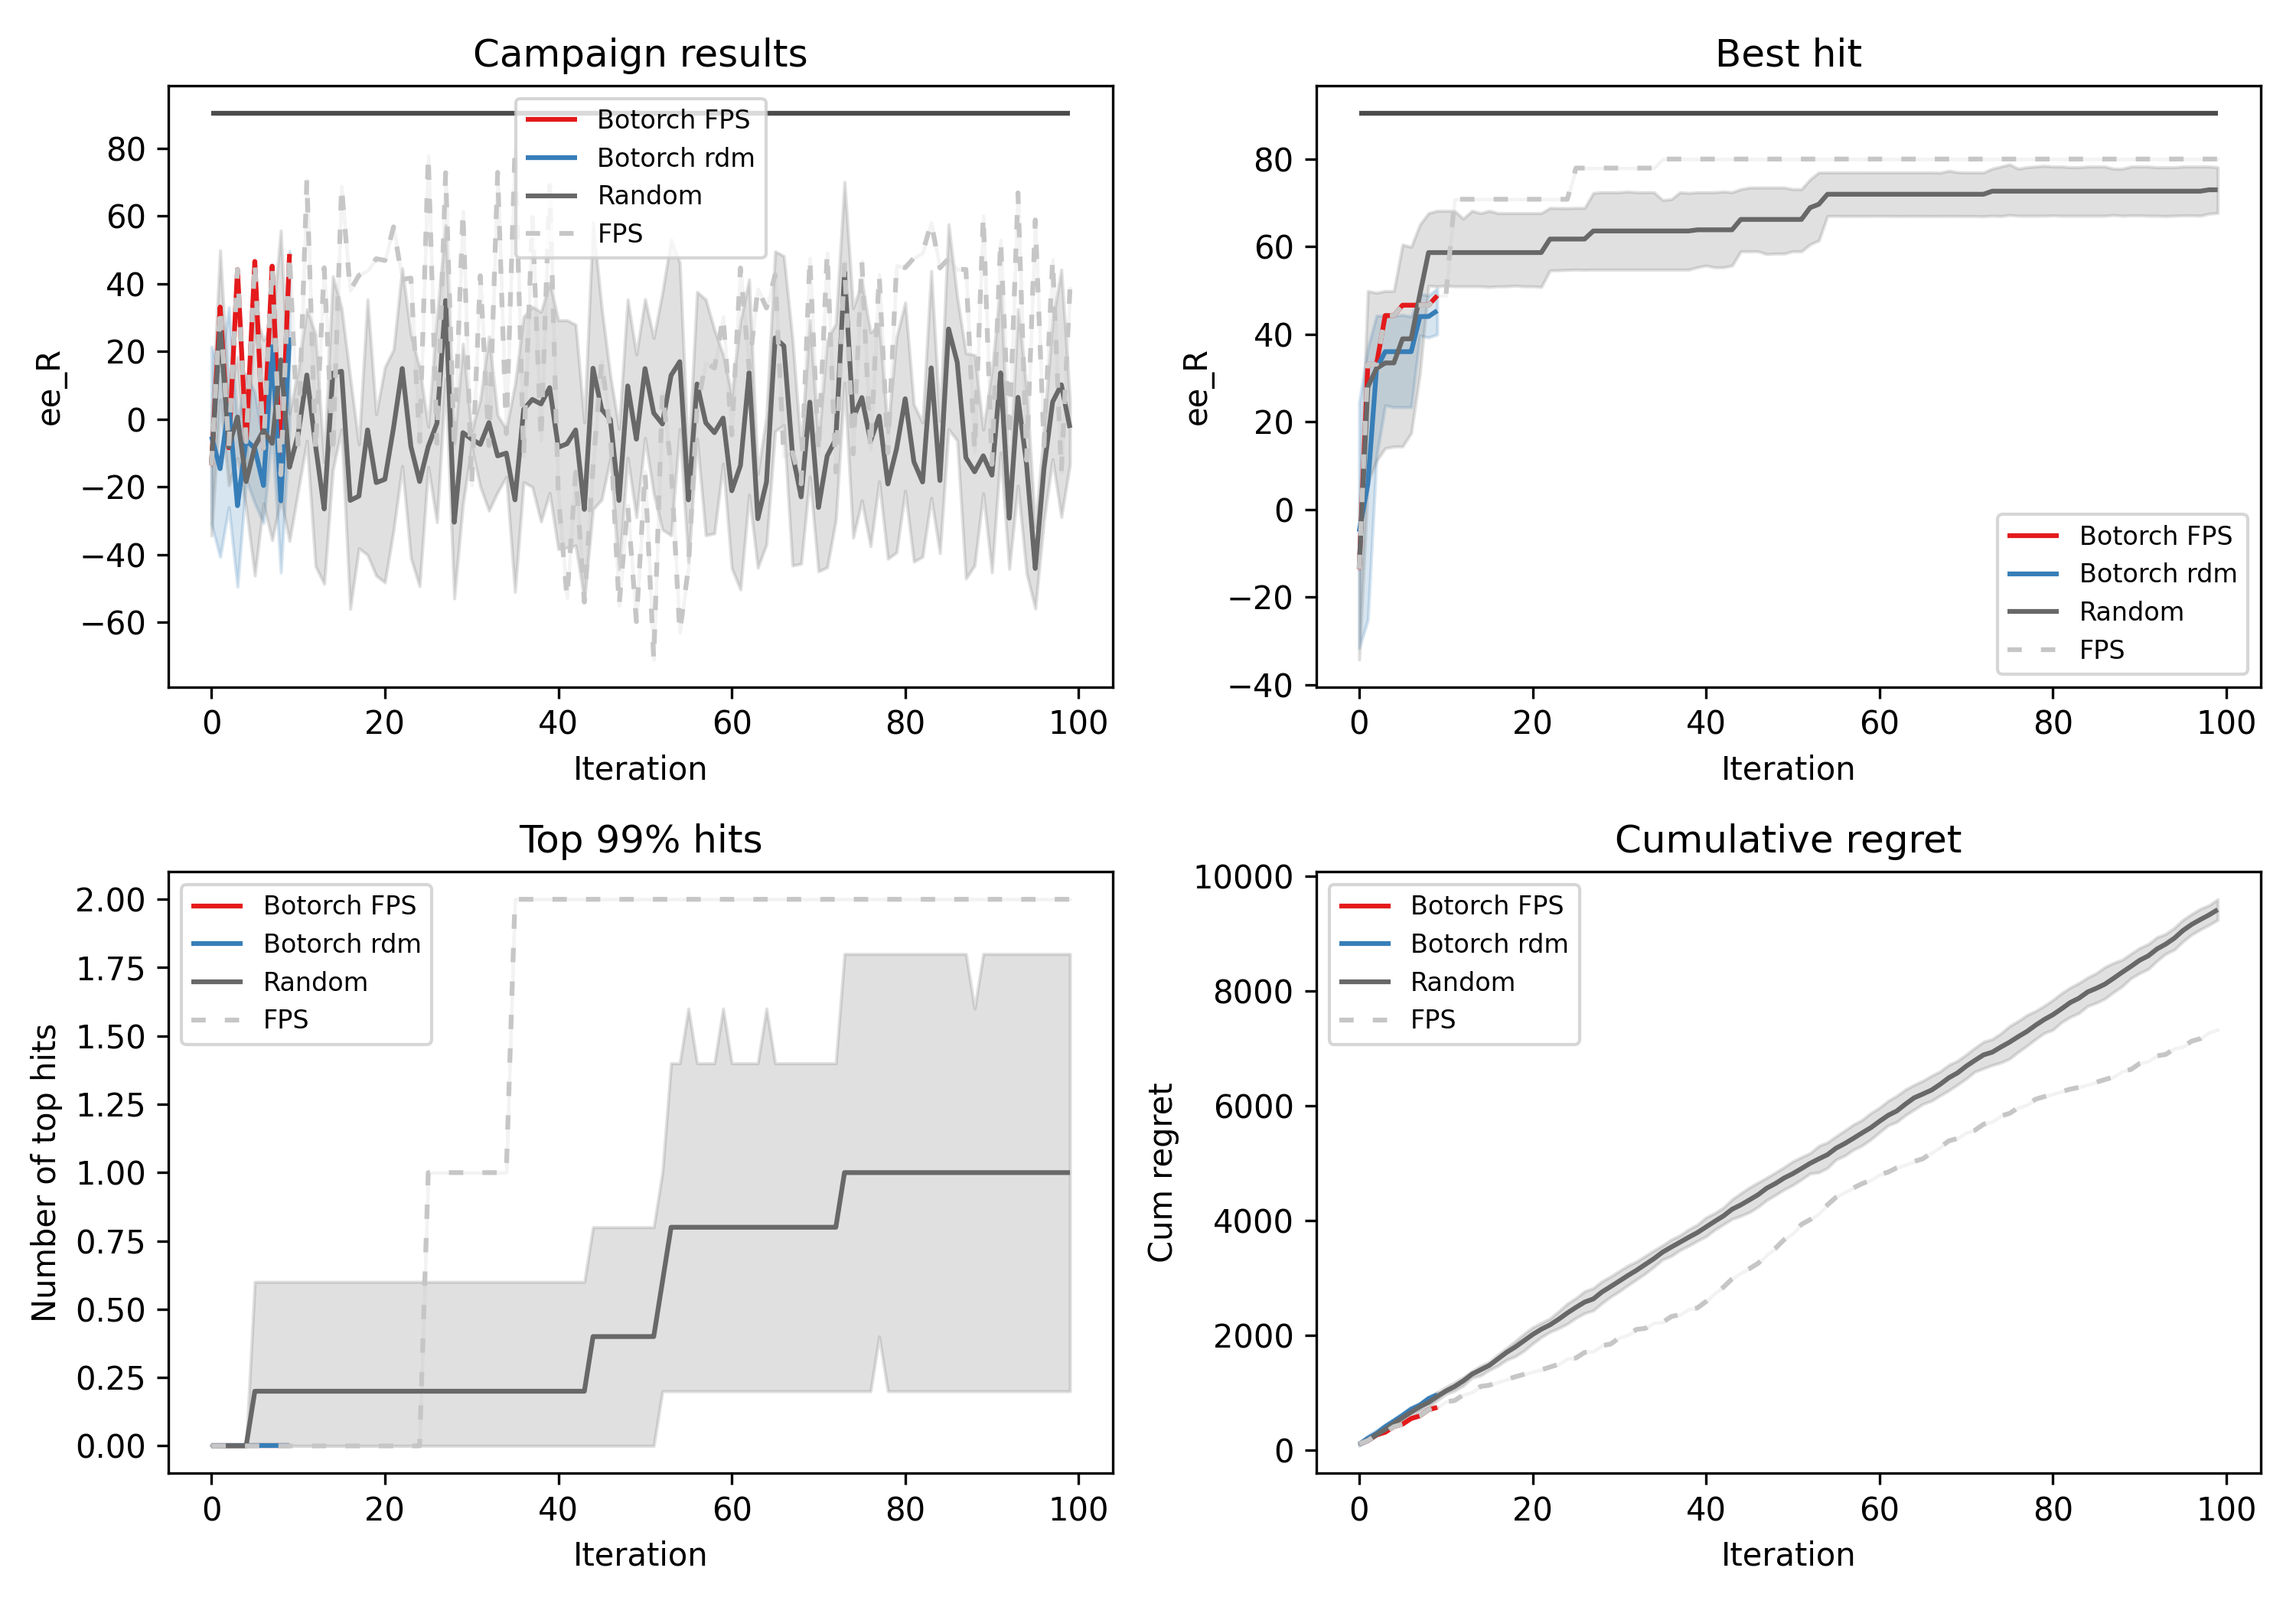 Campaign results
ee_R
80
60
40
20
0
−20
−40
−60
Botorch FPS
Botorch rdm
Random
FPS
0 20 40 60 80 100
Iteration
Best hit
ee_R
80
60
40
20
0
−20
−40
Botorch FPS
Botorch rdm
Random
FPS
0 20 40 60 80 100
Iteration
Top 99% hits
Number of top hits
2.00
1.75
1.50
1.25
1.00
0.75
0.50
0.25
0.00
Botorch FPS
Botorch rdm
Random
FPS
0 20 40 60 80 100
Iteration
Cumulative regret
Cum regret
10000
8000
6000
4000
2000
0
Botorch FPS
Botorch rdm
Random
FPS
0 20 40 60 80 100
Iteration